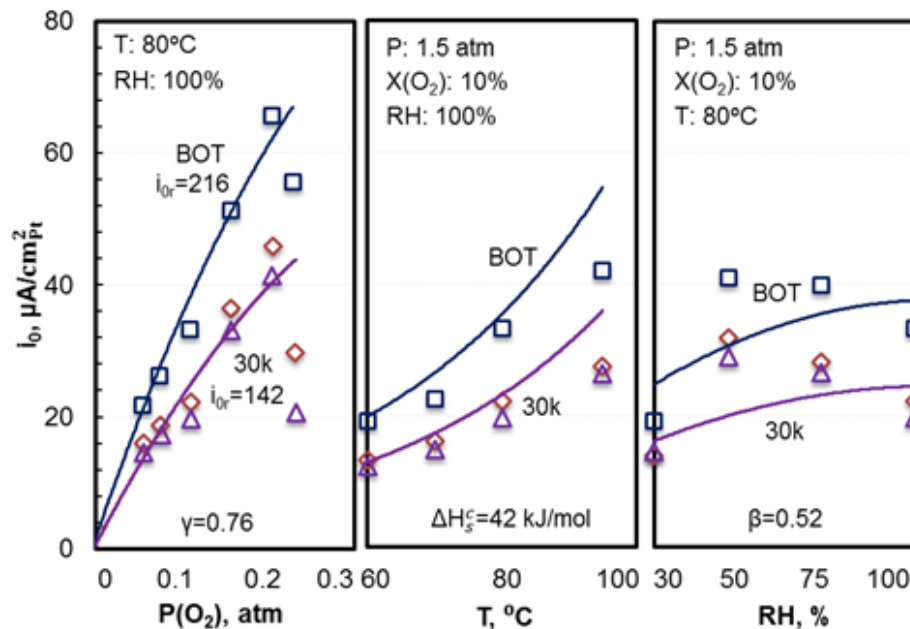 80
60
40
20
0
i₀, μA/cm²Pt
T: 80ºC
RH: 100%
BOT
i₀ᵣ=216
30k
i₀ᵣ=142
γ=0.76
0 0.1 0.2 0.3
P(O₂), atm
P: 1.5 atm
X(O₂): 10%
RH: 100%
BOT
30k
ΔHₛᶜ=42 kJ/mol
60 80 100
T, ºC
P: 1.5 atm
X(O₂): 10%
T: 80ºC
BOT
30k
β=0.52
30 50 75 100
RH, %